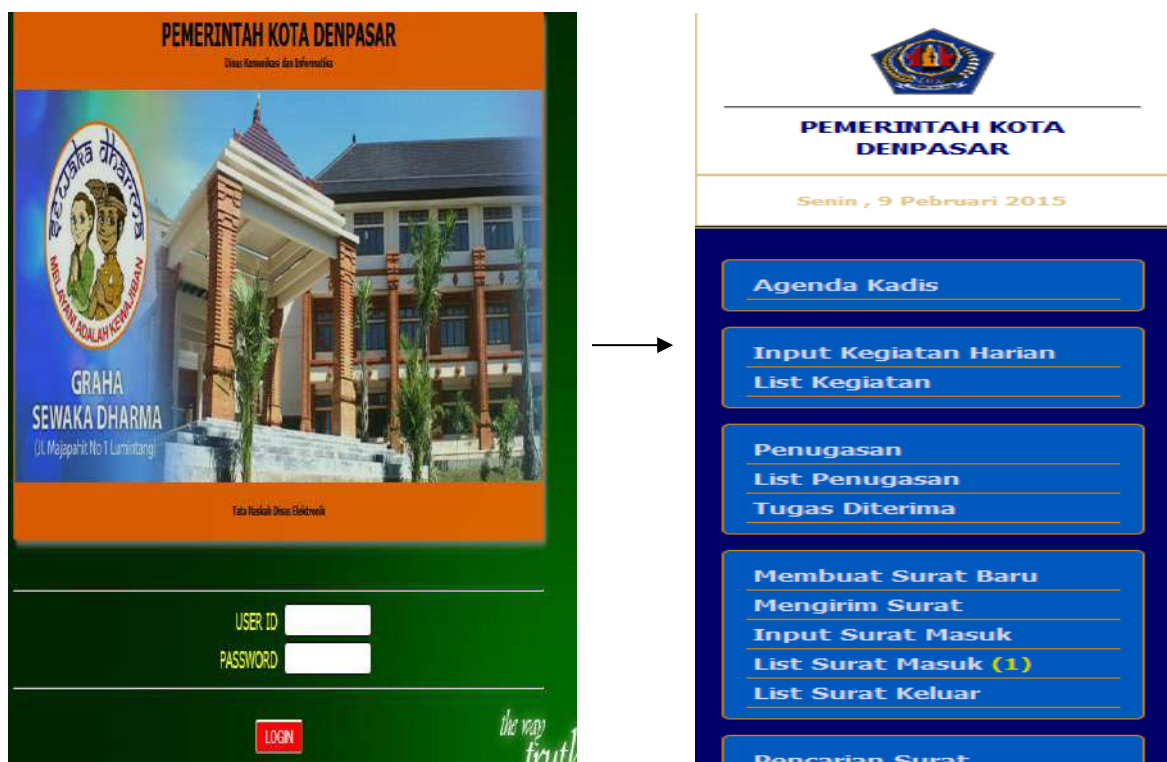 PEMERINTAH KOTA DENPASAR
Dinas Komunikasi dan Informatika
sewaka dharma
MELAYANI ADALAH KEWAJIBAN
GRAHA
SEWAKA DHARMA
(Jl. Majapahit No 1 Lumintang)
Tata Naskah Dinas Elektronik
USER ID
PASSWORD
LOGIN
the way
PEMERINTAH KOTA
DENPASAR
Senin , 9 Pebruari 2015
Agenda Kadis
Input Kegiatan Harian
List Kegiatan
Penugasan
List Penugasan
Tugas Diterima
Membuat Surat Baru
Mengirim Surat
Input Surat Masuk
List Surat Masuk (1)
List Surat Keluar
Pencarian Surat